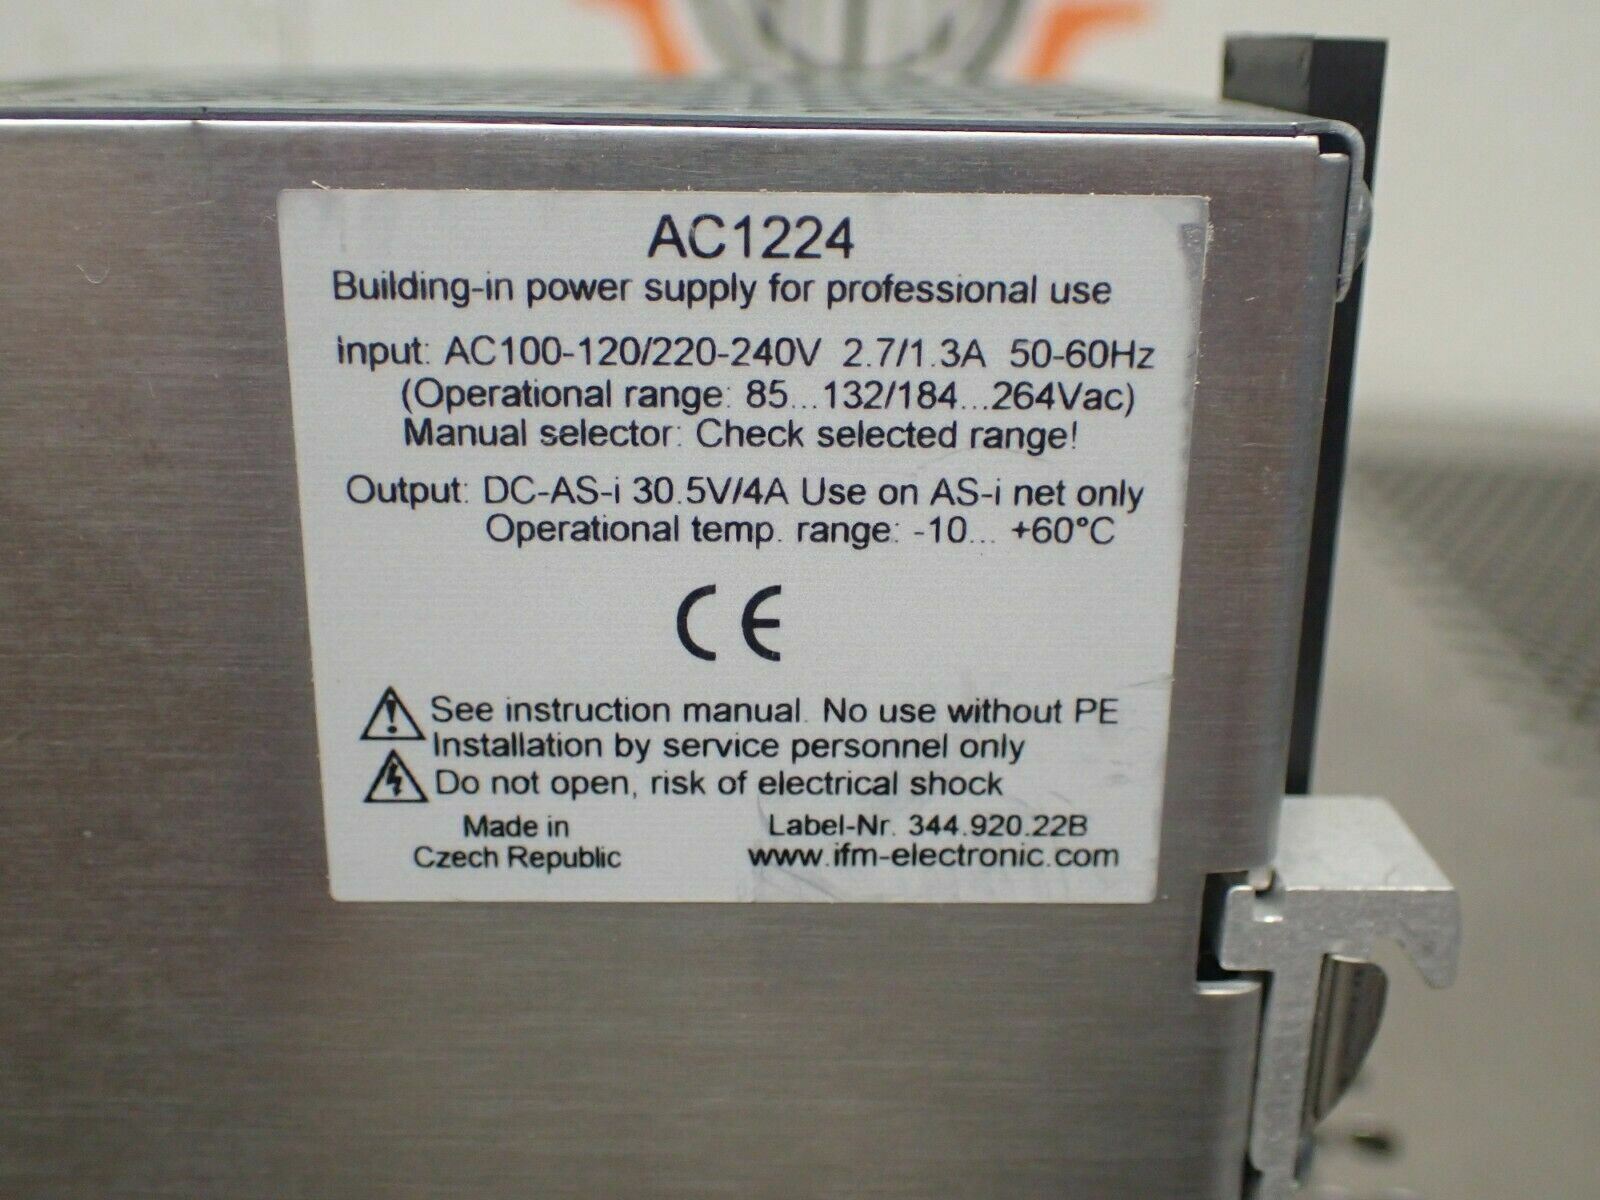 AC1224
Building-in power supply for professional use
Input: AC100-120/220-240V 2.7/1.3A 50-60Hz
(Operational range: 85...132/184...264Vac)
Manual selector: Check selected range!
Output: DC-AS-i 30.5V/4A Use on AS-i net only
Operational temp. range: -10... +60°C
CE
See instruction manual. No use without PE
Installation by service personnel only
Do not open, risk of electrical shock
Made in
Czech Republic
Label-Nr. 344.920.22B
www.ifm-electronic.com